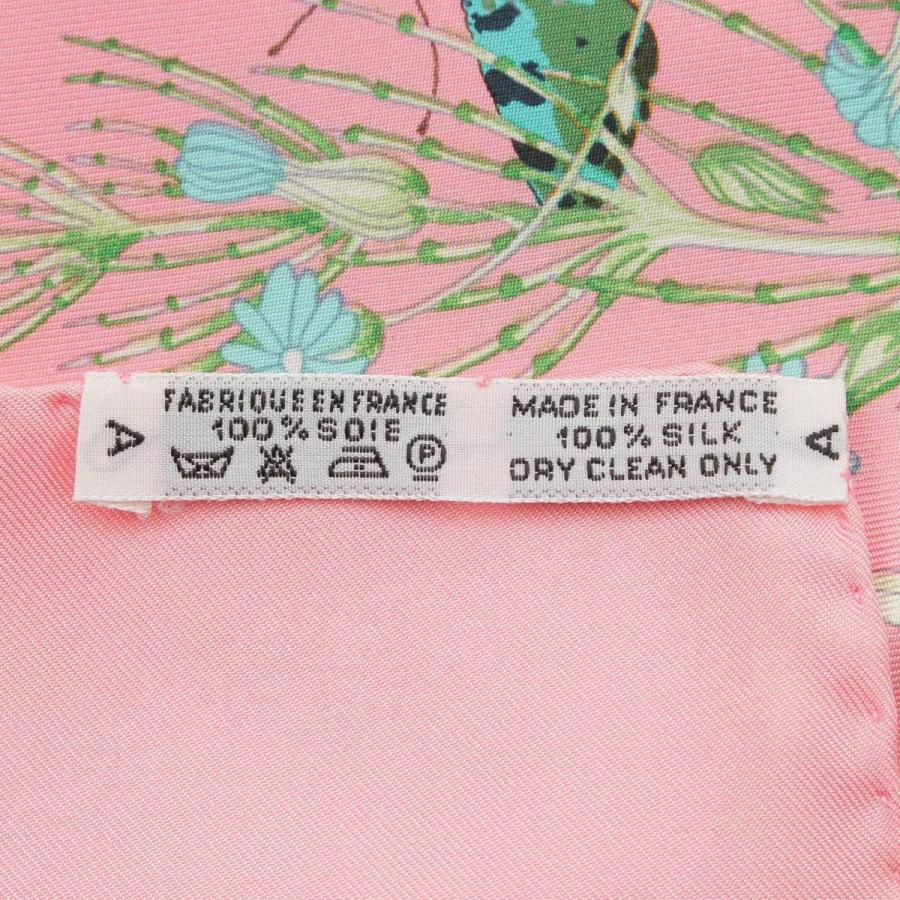 A
FABRIQUE EN FRANCE
100% SOIE
P
MADE IN FRANCE
100% SILK
DRY CLEAN ONLY
A